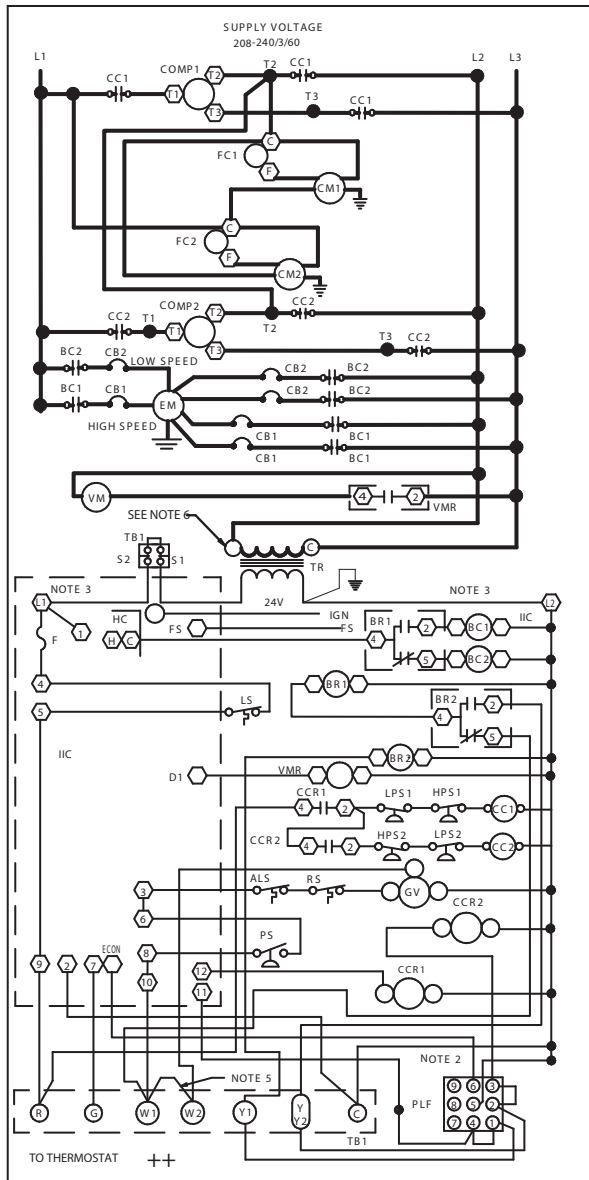 SUPPLY VOLTAGE
208-240/3/60
L1 L2 L3
CC1 COMP1 T2 T2 CC1
T1 T3 T3 CC1
C
FC1
F
CM1
C
FC2
F
CM2
CC2 T1 COMP2 T2 T2 CC2
T1 T3 T3 CC2
BC2 CB2 LOW SPEED CB2 BC2
BC1 CB1 EM CB2 BC2
HIGH SPEED
CB1 CB1 BC1 BC1
VM 4 2 VMR
SEE NOTE 6
TB1
S2 S1
C
TR
NOTE 3 24V NOTE 3
L1 L2
1 HC IGN BR1 IIC
F H C FS FS 4 2 BC1
5 BC2
4 BR1 BR2
5 LS 4 2
5
IIC
BR2
D1 VMR
CCR1 LPS1 HPS1
4 2 CC1
CCR2 HPS2 LPS2
4 2 CC2
3 ALS RS GV
6 CCR2
ECON 8 PS
9 2 7 10 12 CCR1
11
NOTE 2
NOTE 5
9 6 3
PLF 8 5 2
7 4 1
R G W1 W2 Y1 Y Y2 C
TB1
TO THERMOSTAT ++